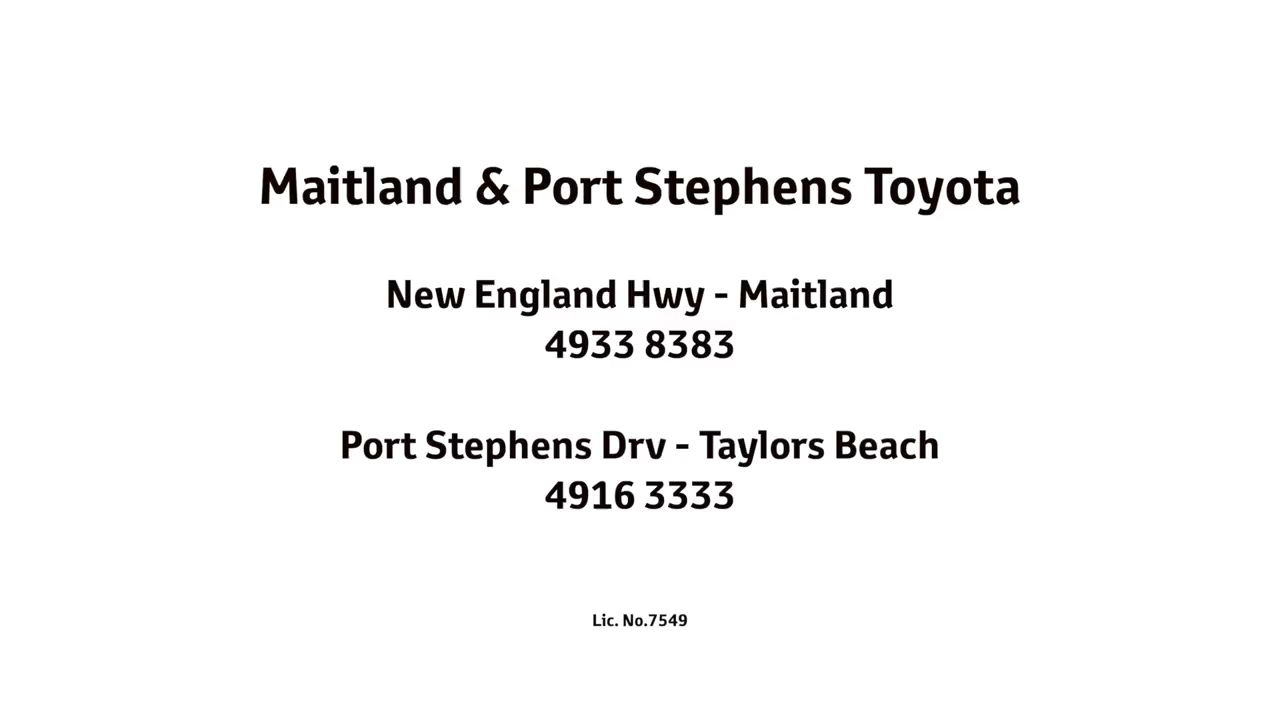 Maitland & Port Stephens Toyota
New England Hwy - Maitland
4933 8383
Port Stephens Drv - Taylors Beach
4916 3333
Lic. No.7549